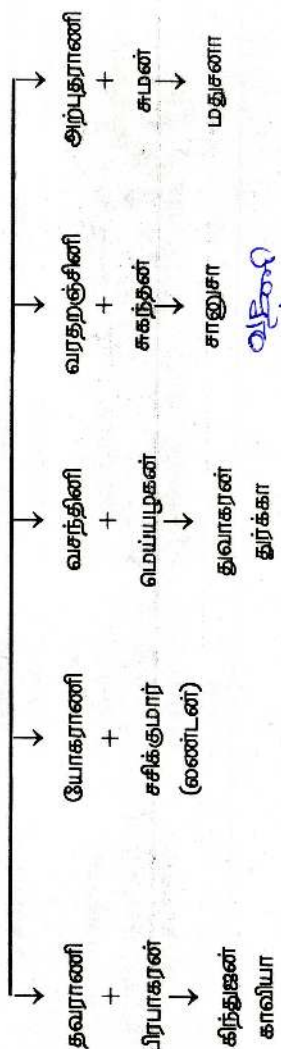 தவராணி
+
பிரபாகரன்
கிந்துஜன்
காவியா
யோகராணி
+
சசிக்குமார்
(லண்டன்)
வசந்தினி
+
மெய்யழகன்
துவாகரன்
துர்க்கா
வரதறஞ்சினி
+
சுகந்தன்
சானுசா
அற்புதராணி
+
சுமன்
மதுசனா